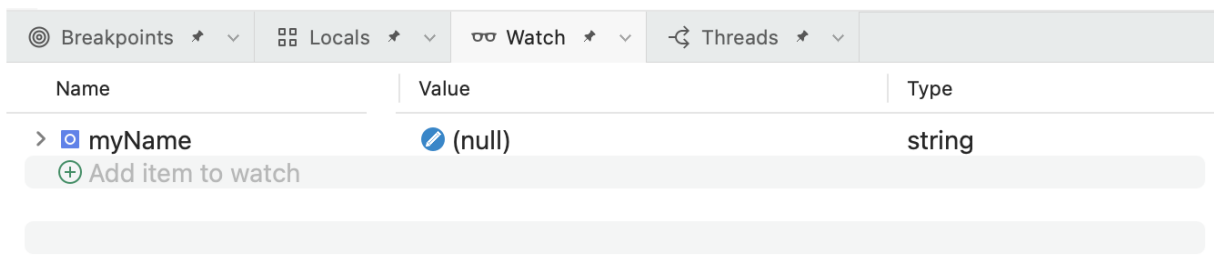 Breakpoints Locals Watch Threads
Name Value Type
myName (null) string
Add item to watch